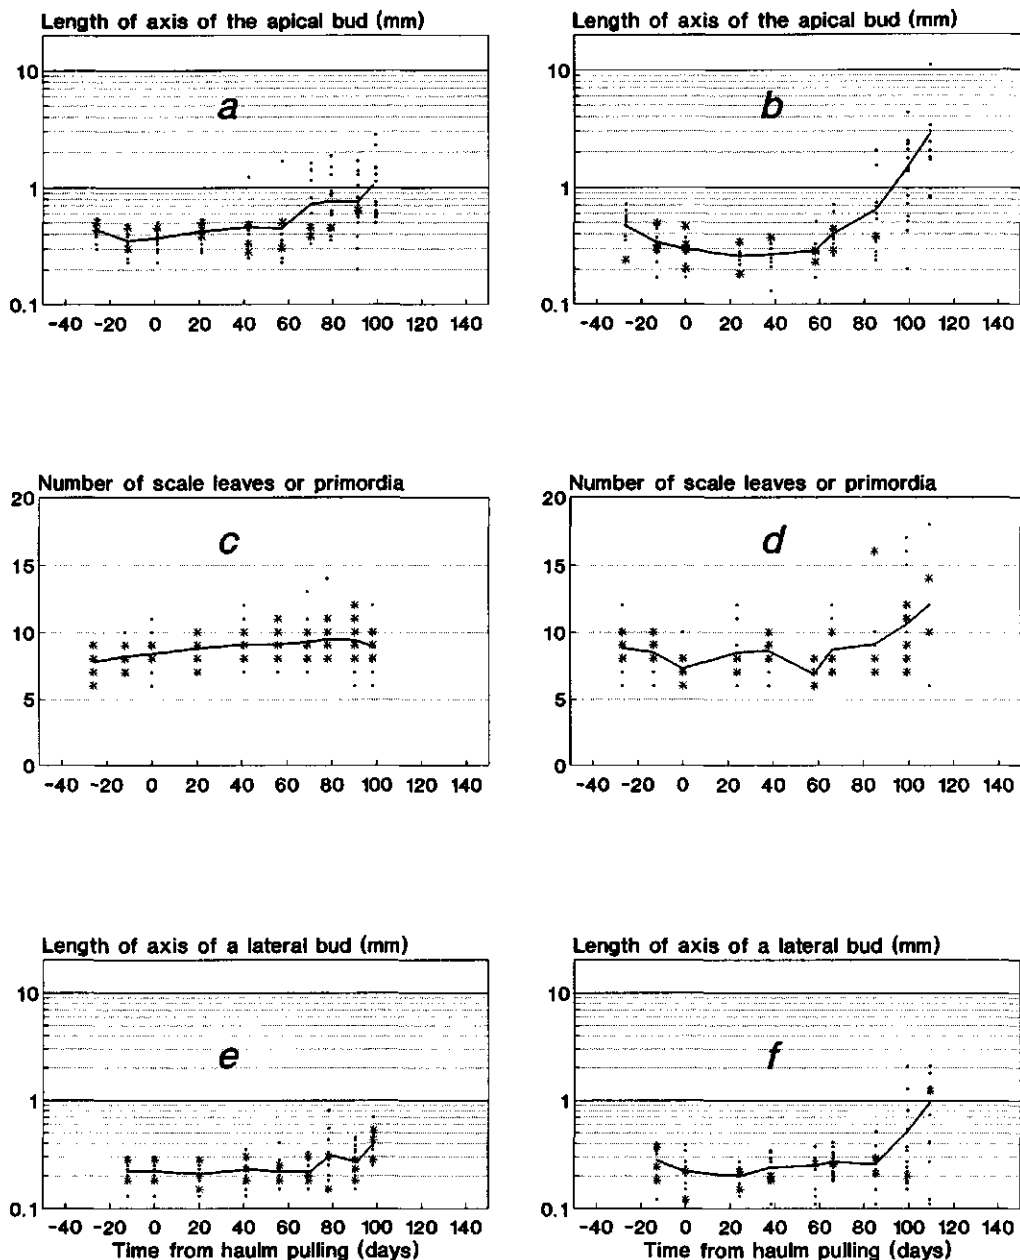 Length of axis of the apical bud (mm)
10
1
0.1
a
-40 -20 0 20 40 60 80 100 120 140
Length of axis of the apical bud (mm)
10
1
0.1
b
-40 -20 0 20 40 60 80 100 120 140
Number of scale leaves or primordia
20
15
10
5
0
c
-40 -20 0 20 40 60 80 100 120 140
Number of scale leaves or primordia
20
15
10
5
0
d
-40 -20 0 20 40 60 80 100 120 140
Length of axis of a lateral bud (mm)
10
1
0.1
e
-40 -20 0 20 40 60 80 100 120 140
Time from haulm pulling (days)
Length of axis of a lateral bud (mm)
10
1
0.1
f
-40 -20 0 20 40 60 80 100 120 140
Time from haulm pulling (days)